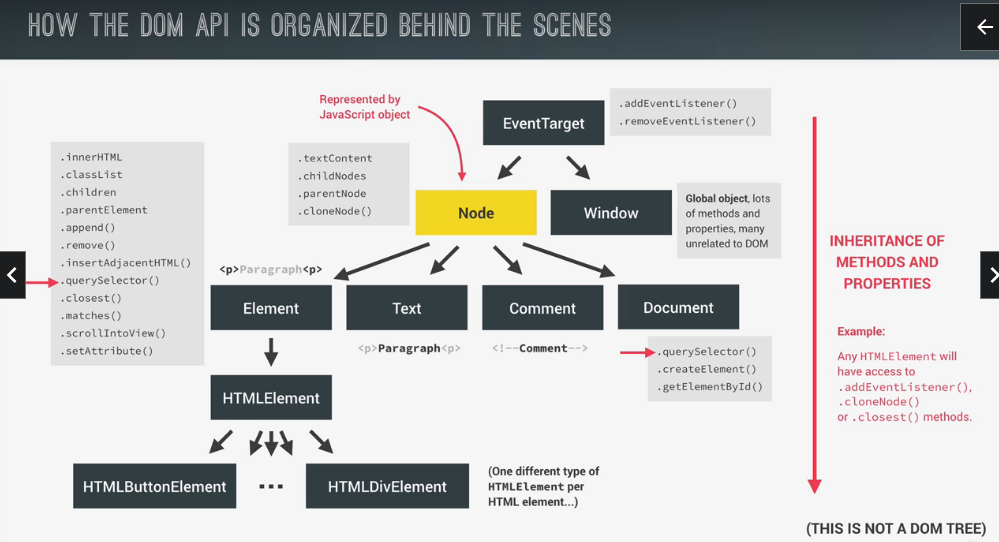 HOW THE DOM API IS ORGANIZED BEHIND THE SCENES
Represented by
JavaScript object
EventTarget
.addEventListener()
.removeEventListener()
.textContent
.childNodes
.parentNode
.cloneNode()
Node
Window
Global object, lots
of methods and
properties, many
unrelated to DOM
.innerHTML
.classList
.children
.parentElement
.append()
.remove()
.insertAdjacentHTML()
.querySelector()
.closest()
.matches()
.scrollIntoView()
.setAttribute()
<p>Paragraph<p>
Element
Text
Comment
Document
<p>Paragraph<p>
<!--Comment-->
.querySelector()
.createElement()
.getElementById()
HTMLElement
HTMLButtonElement
...
HTMLDivElement
(One different type of
HTMLElement per
HTML element...)
INHERITANCE OF
METHODS AND
PROPERTIES
Example:
Any HTMLElement will
have access to
.addEventListener(),
.cloneNode()
or .closest() methods.
(THIS IS NOT A DOM TREE)